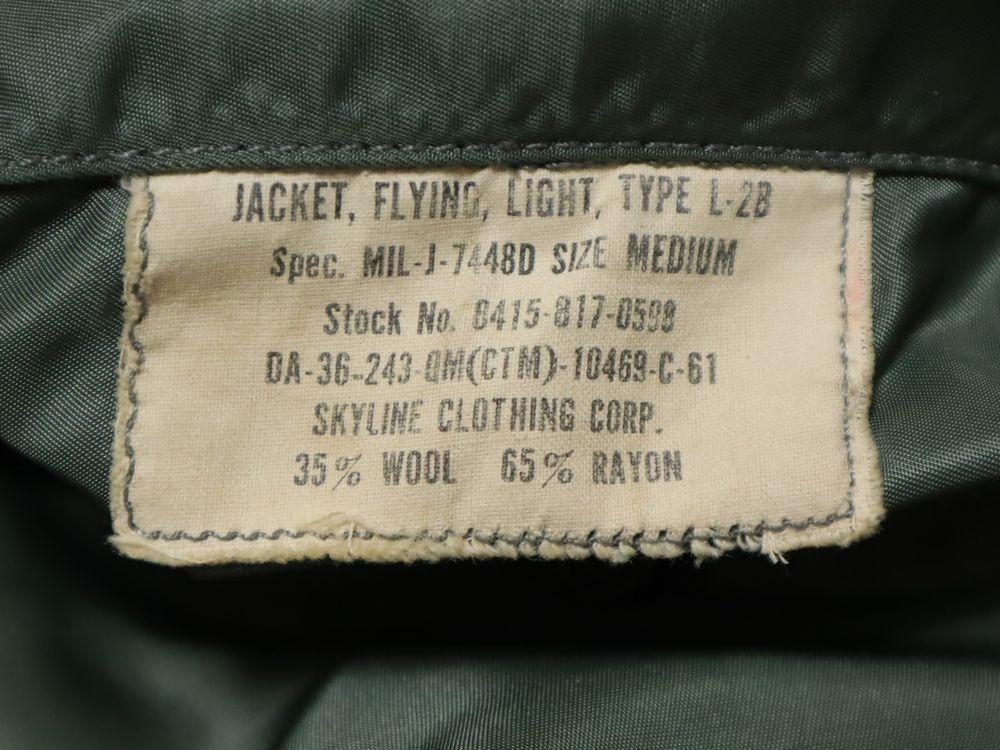 JACKET, FLYING, LIGHT, TYPE L-2B
Spec. MIL-J-7448D SIZE MEDIUM
Stock No. 8415-817-0598
DA-36-243-QM(CTM)-10469-C-61
SKYLINE CLOTHING CORP.
35% WOOL 65% RAYON